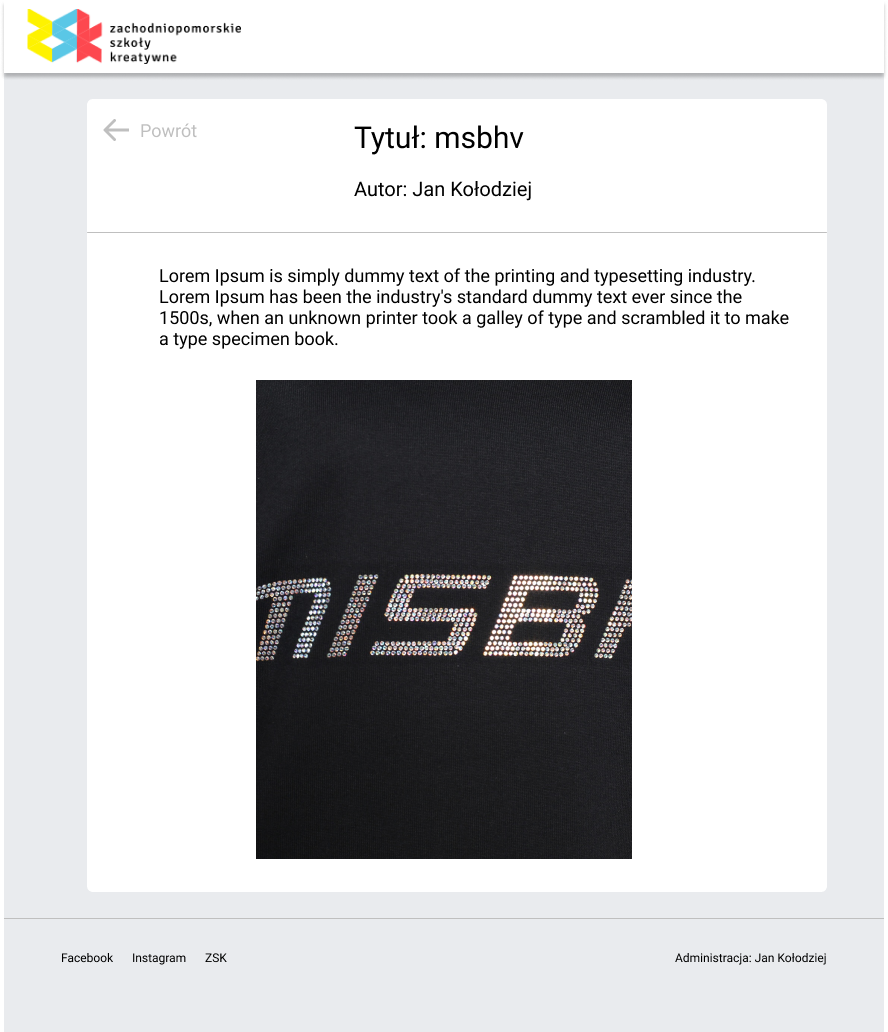 zachodniopomorskie
szkoły
kreatywne
Powrót
Tytuł: msbhv
Autor: Jan Kołodziej
Lorem Ipsum is simply dummy text of the printing and typesetting industry.
Lorem Ipsum has been the industry's standard dummy text ever since the
1500s, when an unknown printer took a galley of type and scrambled it to make
a type specimen book.
MISB
Facebook Instagram ZSK
Administracja: Jan Kołodziej